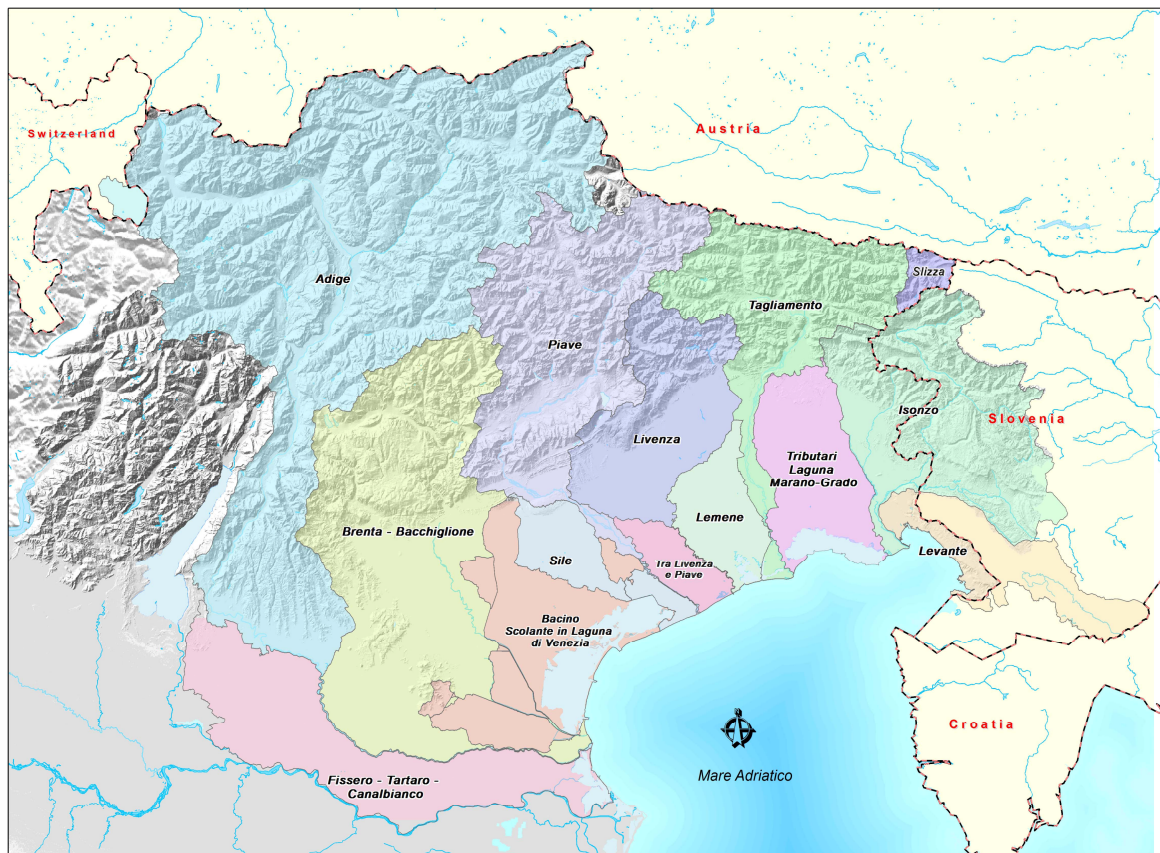 Switzerland
Austria
Adige
Slizza
Tagliamento
Piave
Isonzo
Slovenia
Livenza
Tributari
Laguna
Marano-Grado
Lemene
Brenta - Bacchiglione
Levante
Sile
Tra Livenza
e Piave
Bacino
Scolante in Laguna
di Venezia
Croatia
Mare Adriatico
Fissero - Tartaro -
Canalbianco